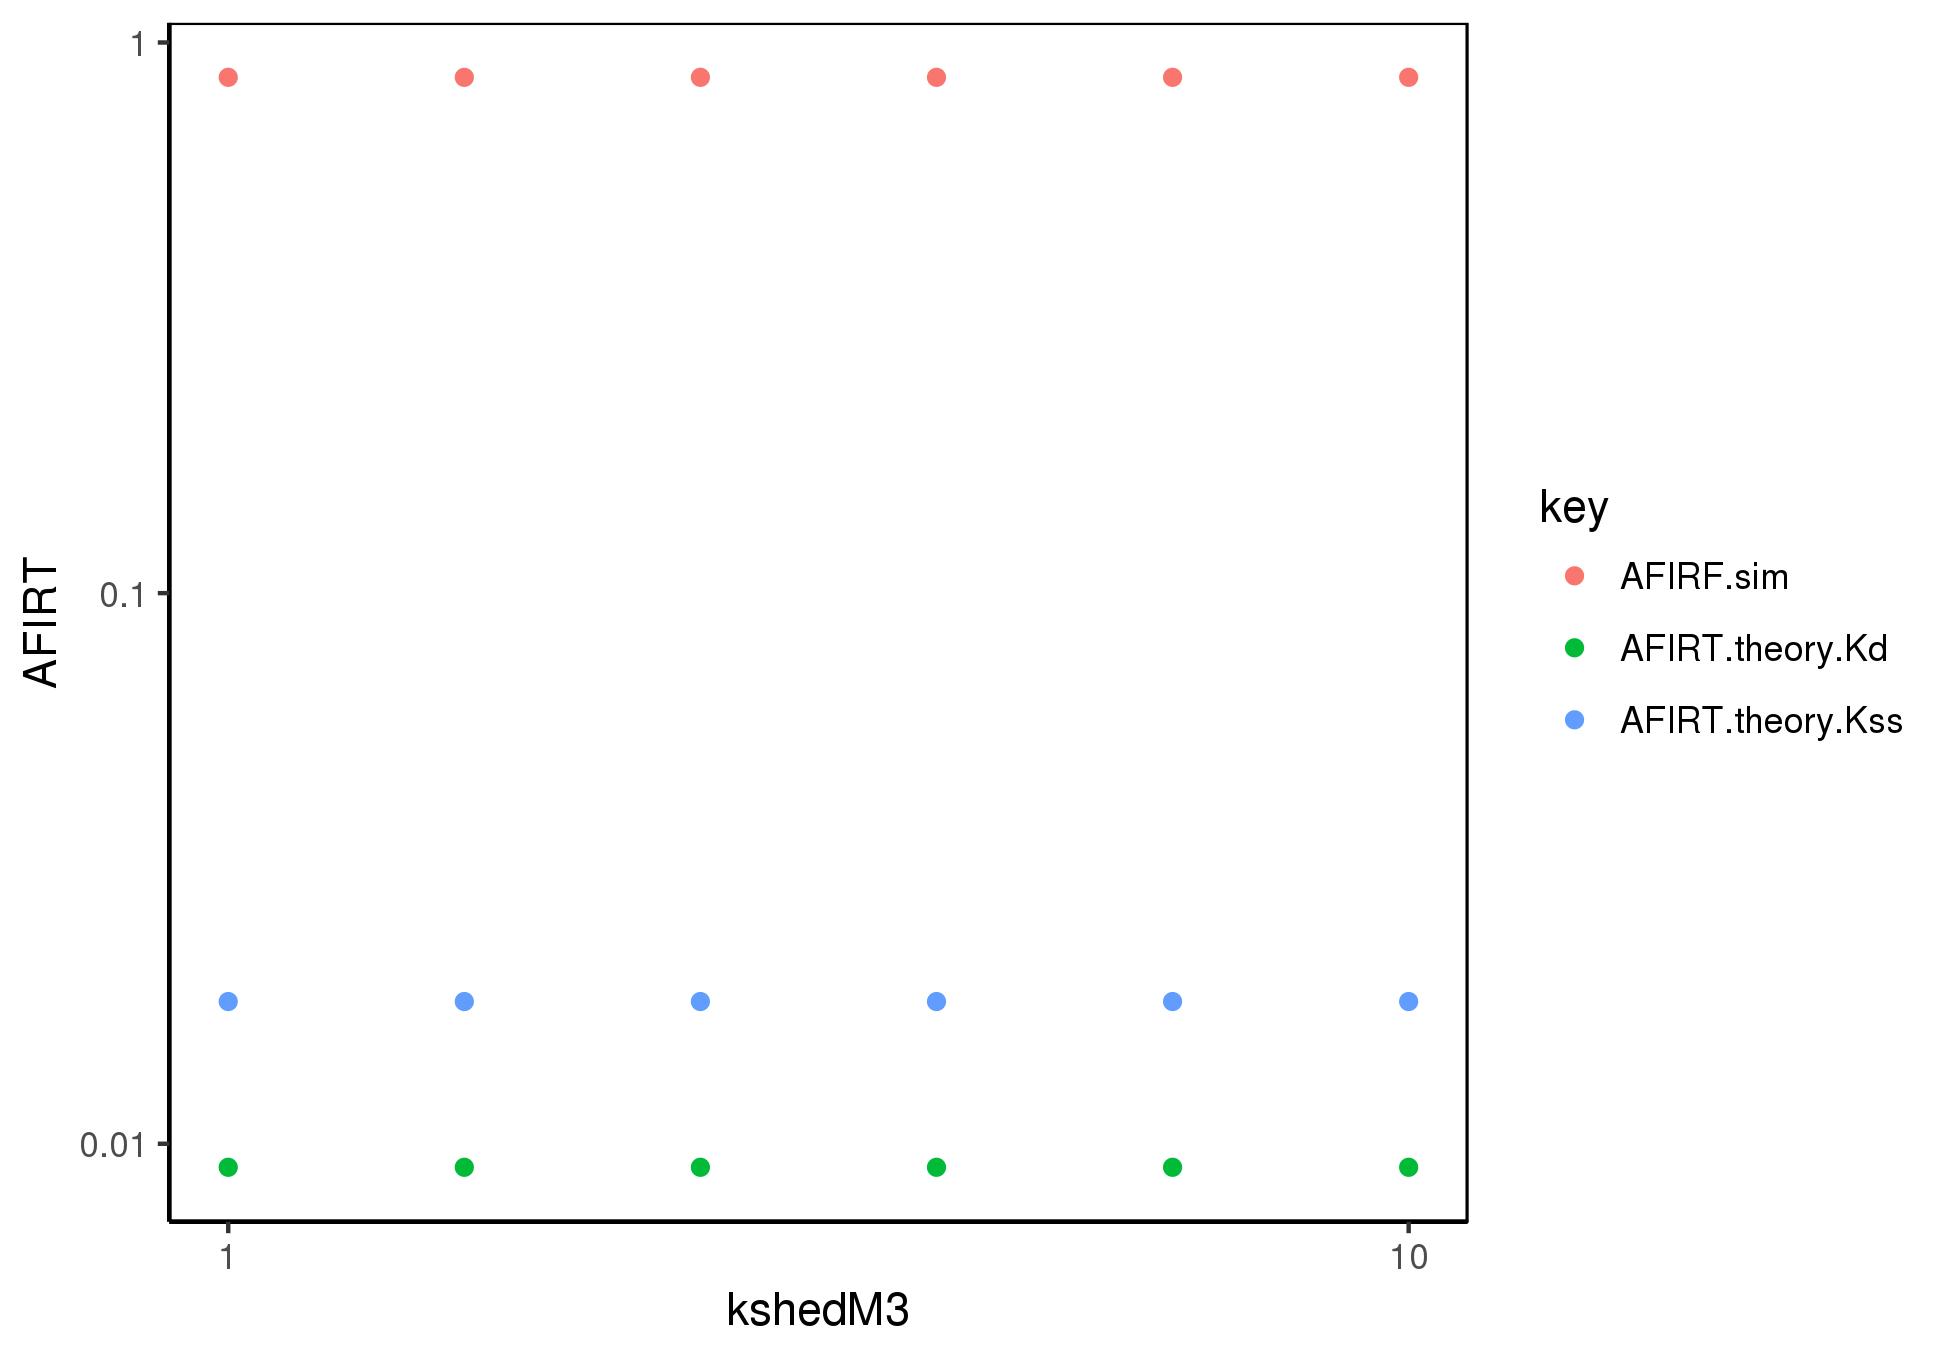 1
0.1
0.01
AFIRT
1
10
kshedM3
key
AFIRF.sim
AFIRT.theory.Kd
AFIRT.theory.Kss